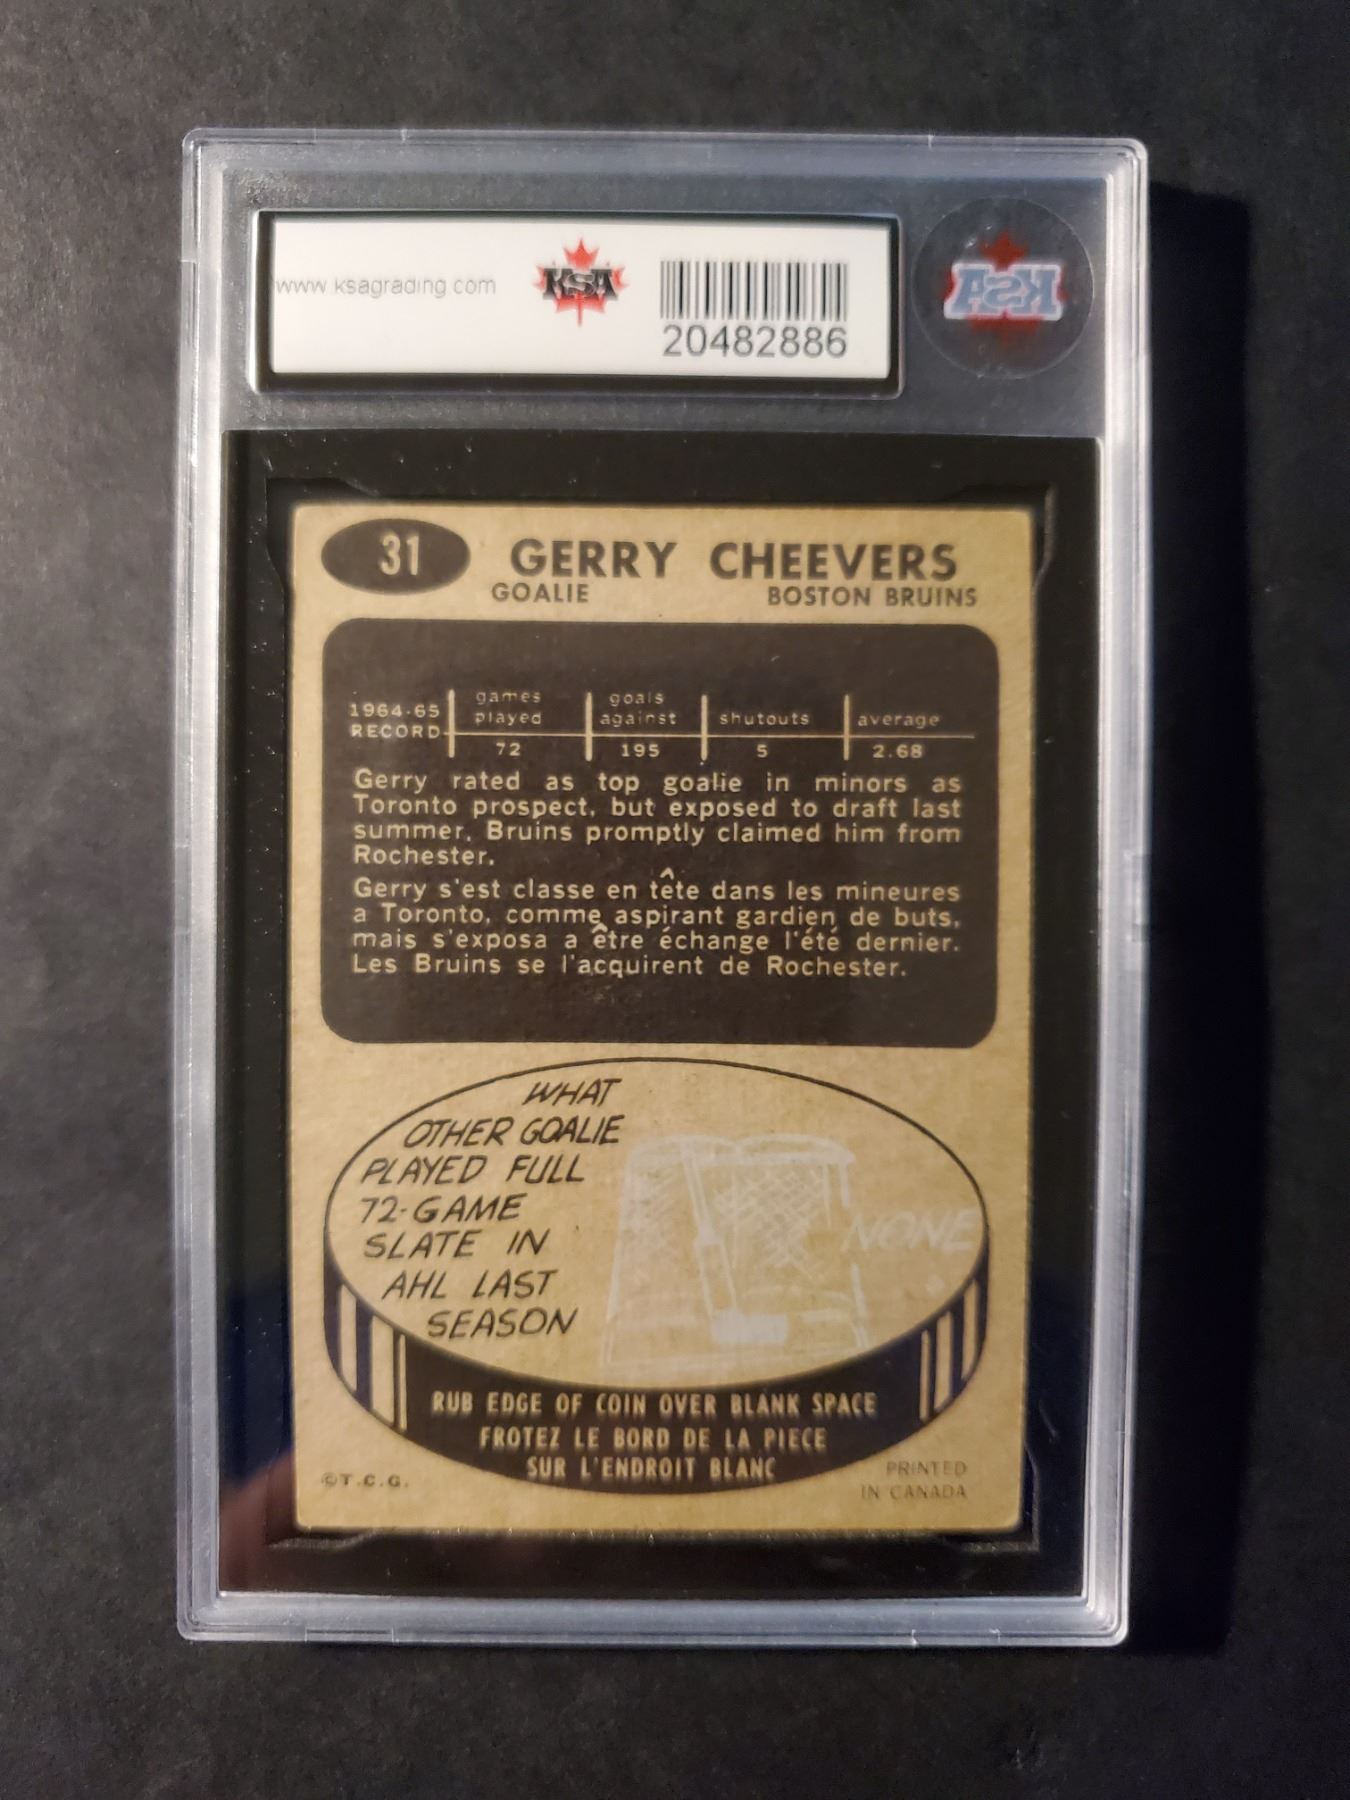 www.ksagrading.com
KSA
20482886
KSA
31
GERRY CHEEVERS
GOALIE BOSTON BRUINS
games goals
1964-65 played against shutouts average
RECORD 72 195 5 2.68
Gerry rated as top goalie in minors as
Toronto prospect, but exposed to draft last
summer. Bruins promptly claimed him from
Rochester.
Gerry s'est classe en tête dans les mineures
a Toronto, comme aspirant gardien de buts,
mais s'exposa a être échange l'été dernier.
Les Bruins se l'acquirent de Rochester.
WHAT
OTHER GOALIE
PLAYED FULL
72-GAME
SLATE IN
AHL LAST
SEASON
NONE
RUB EDGE OF COIN OVER BLANK SPACE
FROTEZ LE BORD DE LA PIECE
SUR L'ENDROIT BLANC
©T.C.G.
PRINTED
IN CANADA